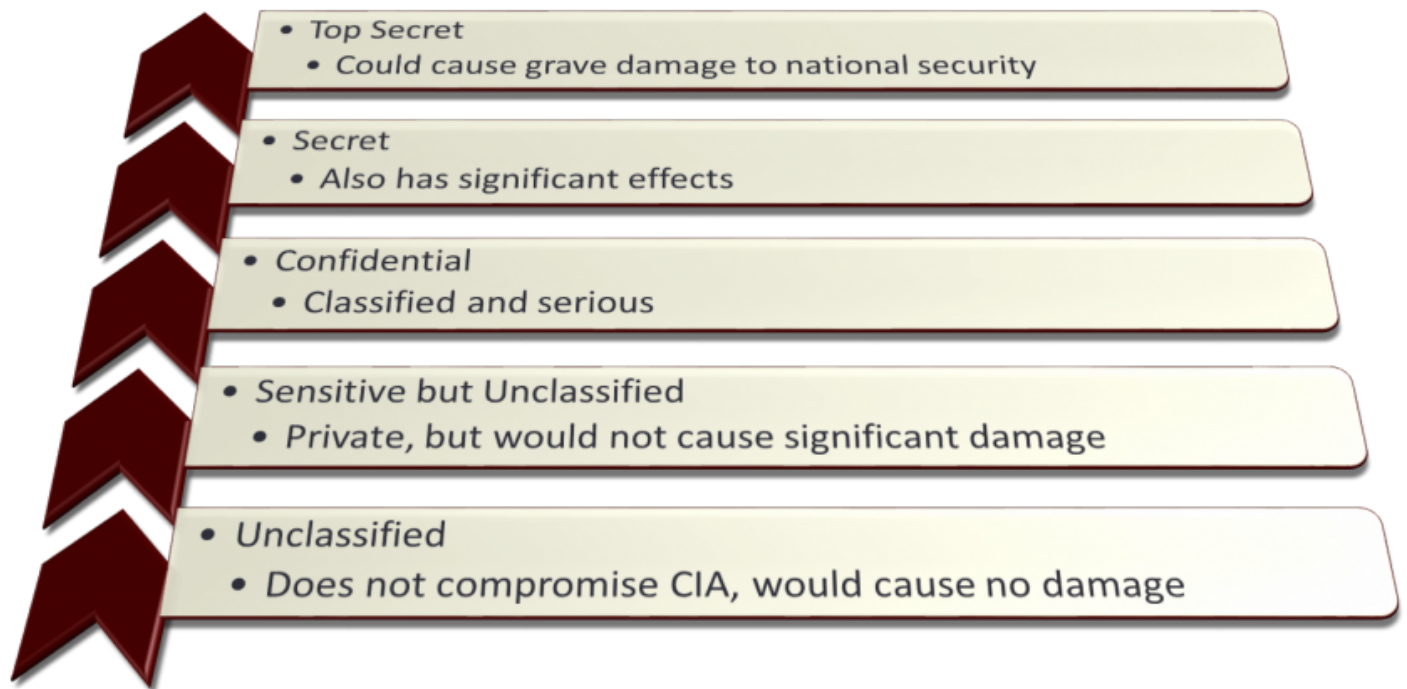 • Top Secret
• Could cause grave damage to national security
• Secret
• Also has significant effects
• Confidential
• Classified and serious
• Sensitive but Unclassified
• Private, but would not cause significant damage
• Unclassified
• Does not compromise CIA, would cause no damage